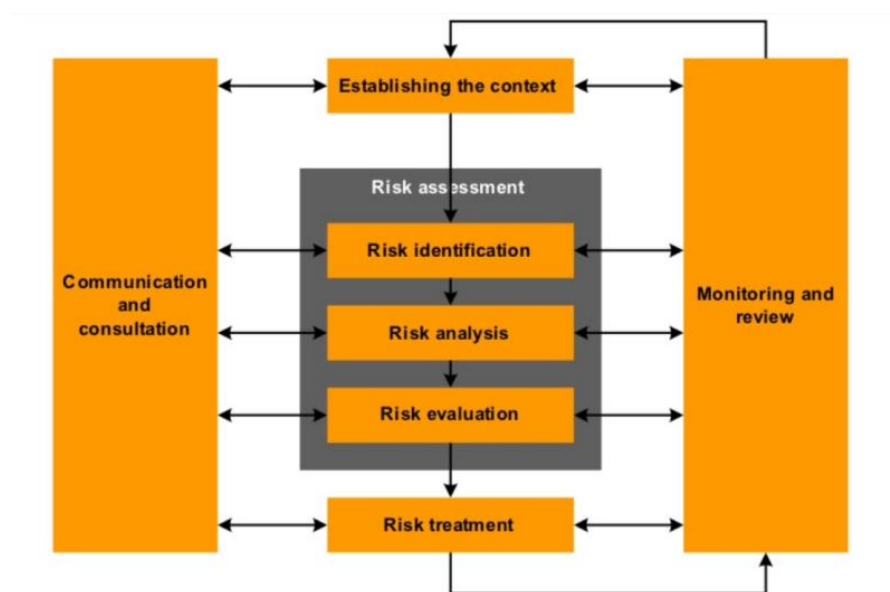 Establishing the context
Risk assessment
Risk identification
Communication
and
consultation
Monitoring and
review
Risk analysis
Risk evaluation
Risk treatment